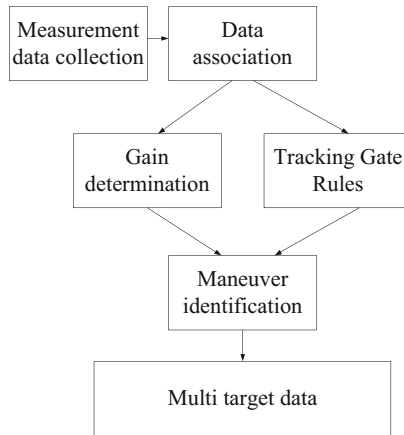 Measurement
data collection
Data
association
Gain
determination
Tracking Gate
Rules
Maneuver
identification
Multi target data